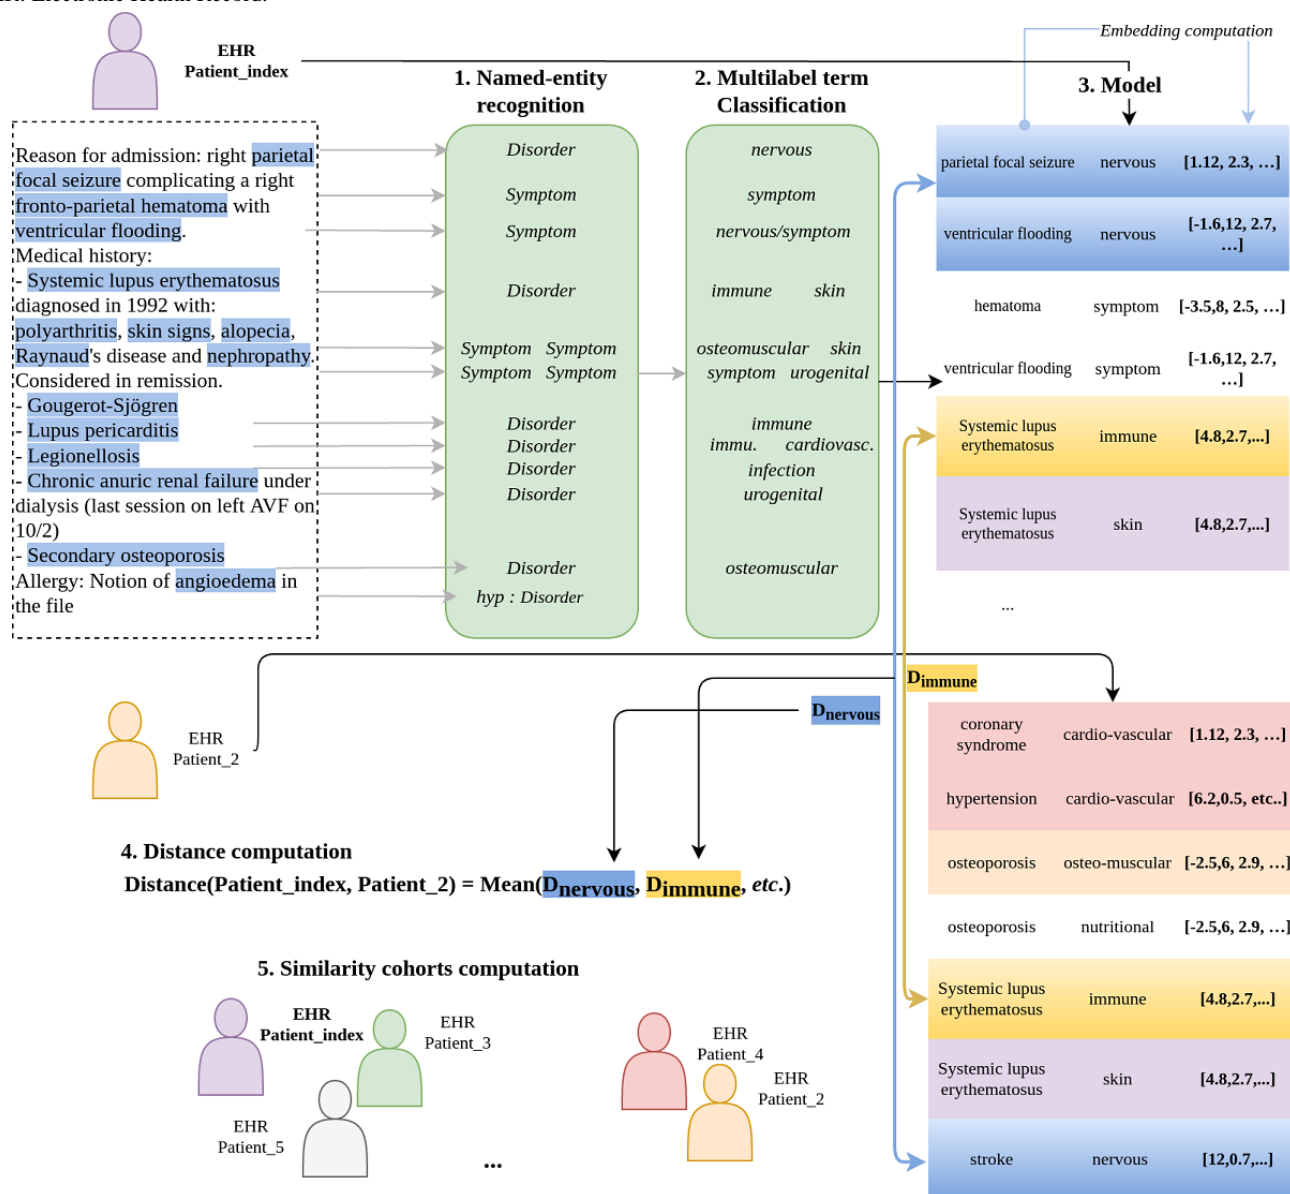 EHR
Patient_index
Embedding computation
1. Named-entity
recognition
2. Multilabel term
Classification
3. Model
Reason for admission: right parietal
focal seizure complicating a right
fronto-parietal hematoma with
ventricular flooding.
Medical history:
- Systemic lupus erythematosus
diagnosed in 1992 with:
polyarthritis, skin signs, alopecia,
Raynaud's disease and nephropathy.
Considered in remission.
- Gougerot-Sjögren
- Lupus pericarditis
- Legionellosis
- Chronic anuric renal failure under
dialysis (last session on left AVF on
10/2)
- Secondary osteoporosis
Allergy: Notion of angioedema in
the file
Disorder
Symptom
Symptom
Disorder
Symptom Symptom
Symptom Symptom
Disorder
Disorder
Disorder
Disorder
Disorder
hyp : Disorder
nervous
symptom
nervous/symptom
immune skin
osteomuscular skin
symptom urogenital
immune
immu. cardiovasc.
infection
urogenital
osteomuscular
parietal focal seizure nervous [1.12, 2.3, …]
ventricular flooding nervous [-1.6,12, 2.7,
…]
hematoma symptom [-3.5,8, 2.5, …]
ventricular flooding symptom [-1.6,12, 2.7,
…]
Systemic lupus
erythematosus immune [4.8,2.7,...]
Systemic lupus
erythematosus skin [4.8,2.7,...]
...
Dimmune
Dnervous
EHR
Patient_2
coronary
syndrome cardio-vascular [1.12, 2.3, …]
hypertension cardio-vascular [6.2,0.5, etc..]
osteoporosis osteo-muscular [-2.5,6, 2.9, …]
osteoporosis nutritional [-2.5,6, 2.9, …]
Systemic lupus
erythematosus immune [4.8,2.7,...]
Systemic lupus
erythematosus skin [4.8,2.7,...]
stroke nervous [12,0.7,...]
4. Distance computation
Distance(Patient_index, Patient_2) = Mean(Dnervous, Dimmune, etc.)
5. Similarity cohorts computation
EHR
Patient_index
EHR
Patient_3
EHR
Patient_5
EHR
Patient_4
EHR
Patient_2
...